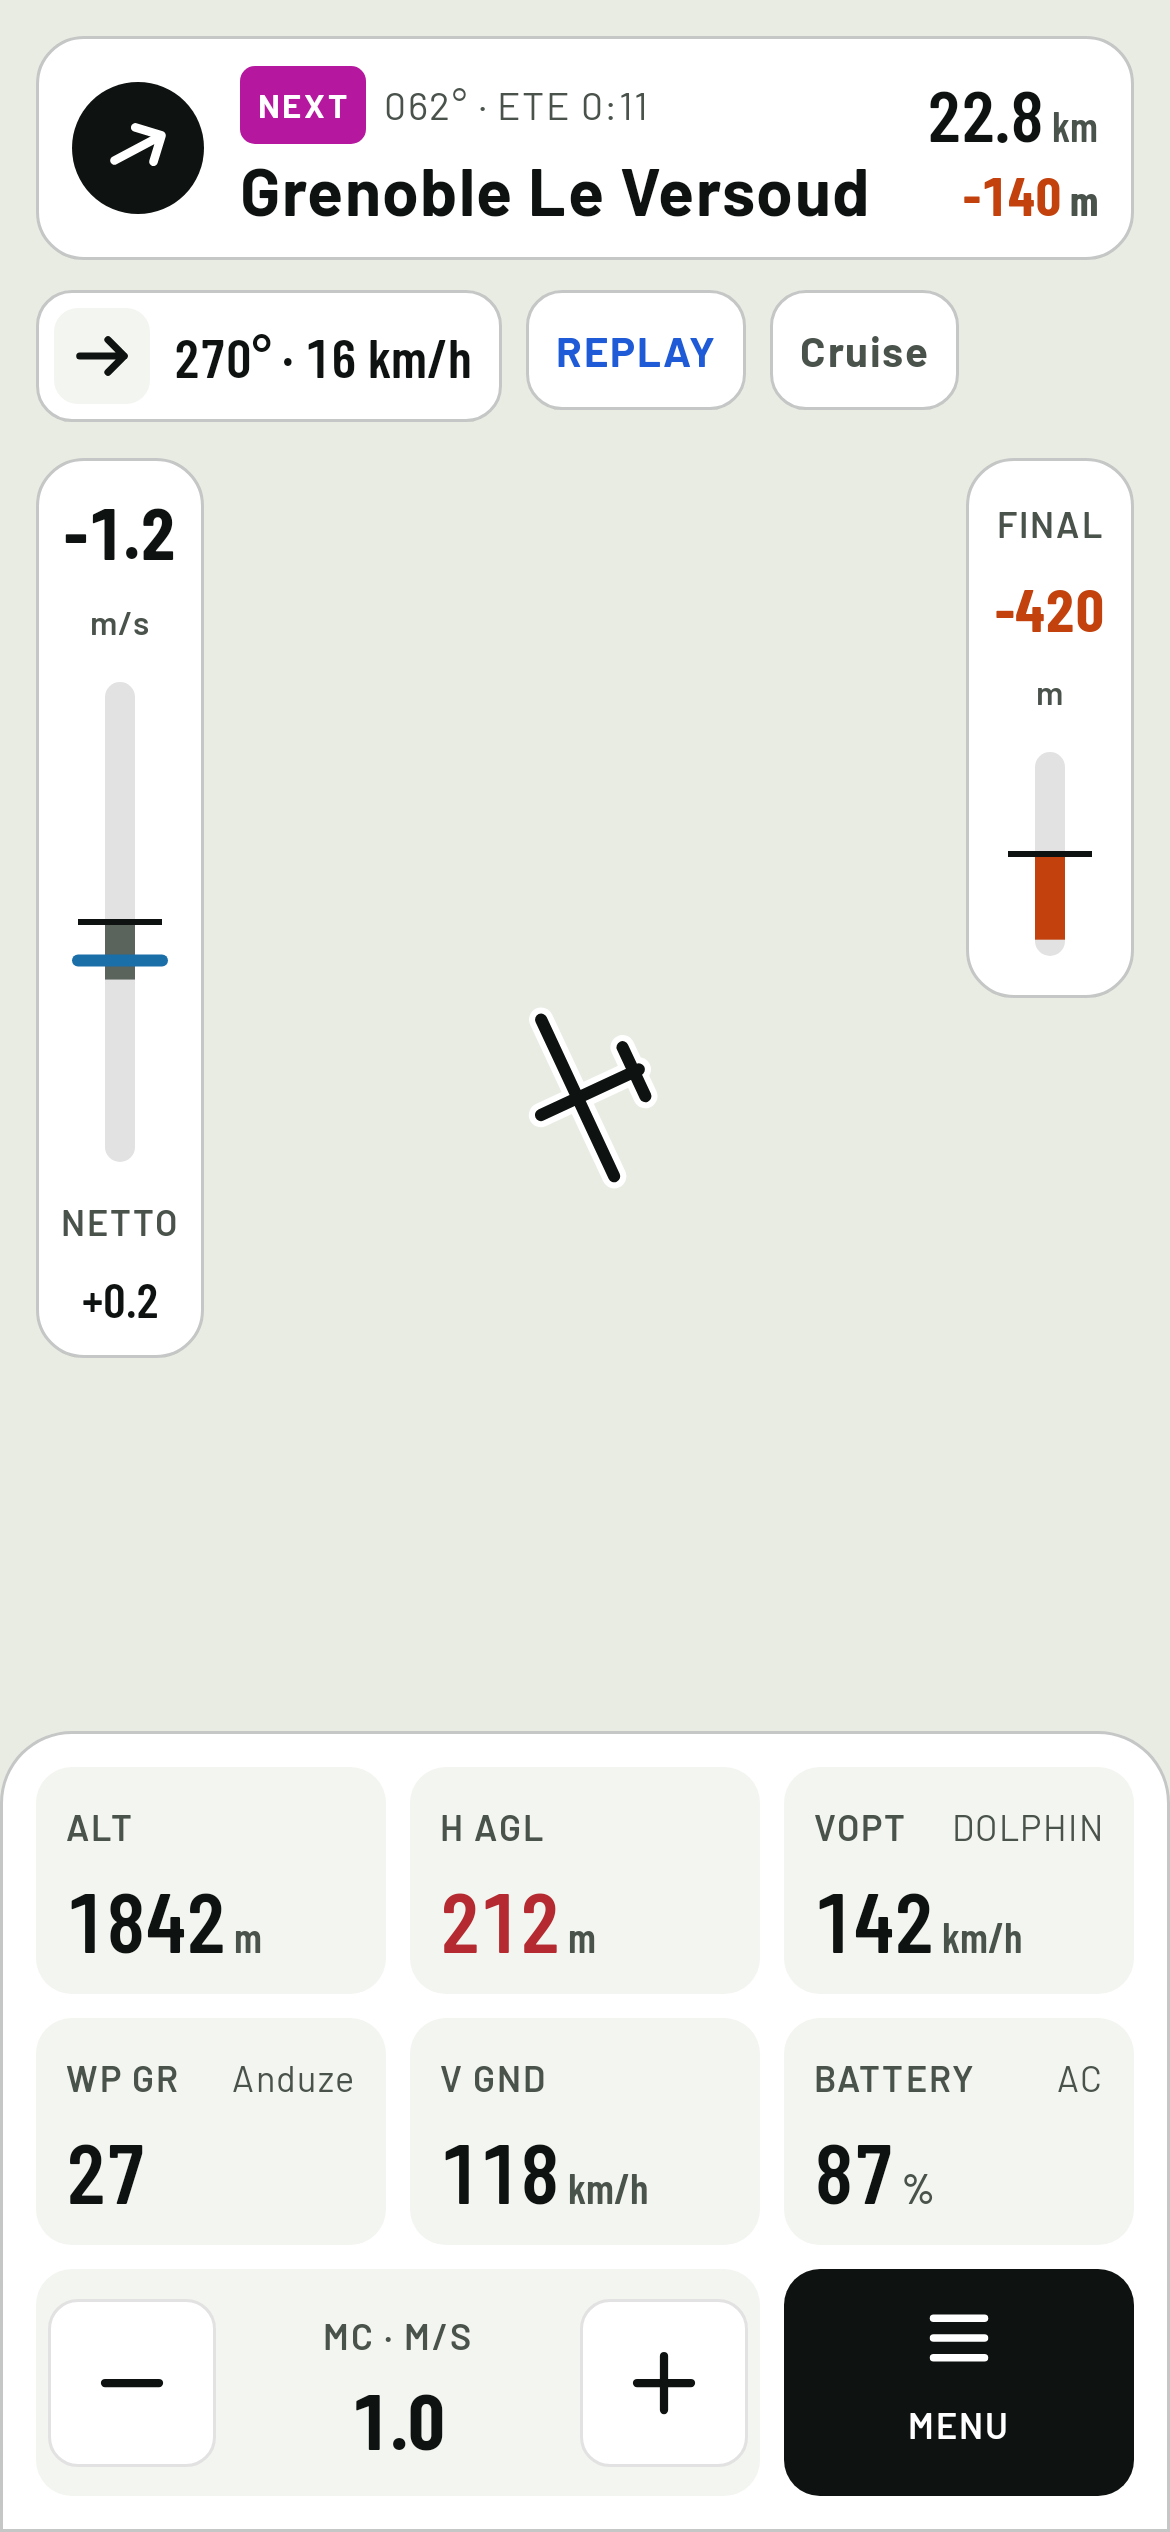 NEXT 062° · ETE 0:11
22.8 km
Grenoble Le Versoud
-140 m
270° · 16 km/h
REPLAY
Cruise
-1.2
m/s
NETTO
+0.2
FINAL
-420
m
ALT
1842 m
H AGL
212 m
VOPT DOLPHIN
142 km/h
WP GR Anduze
27
V GND
118 km/h
BATTERY AC
87 %
MC · M/S
1.0
MENU